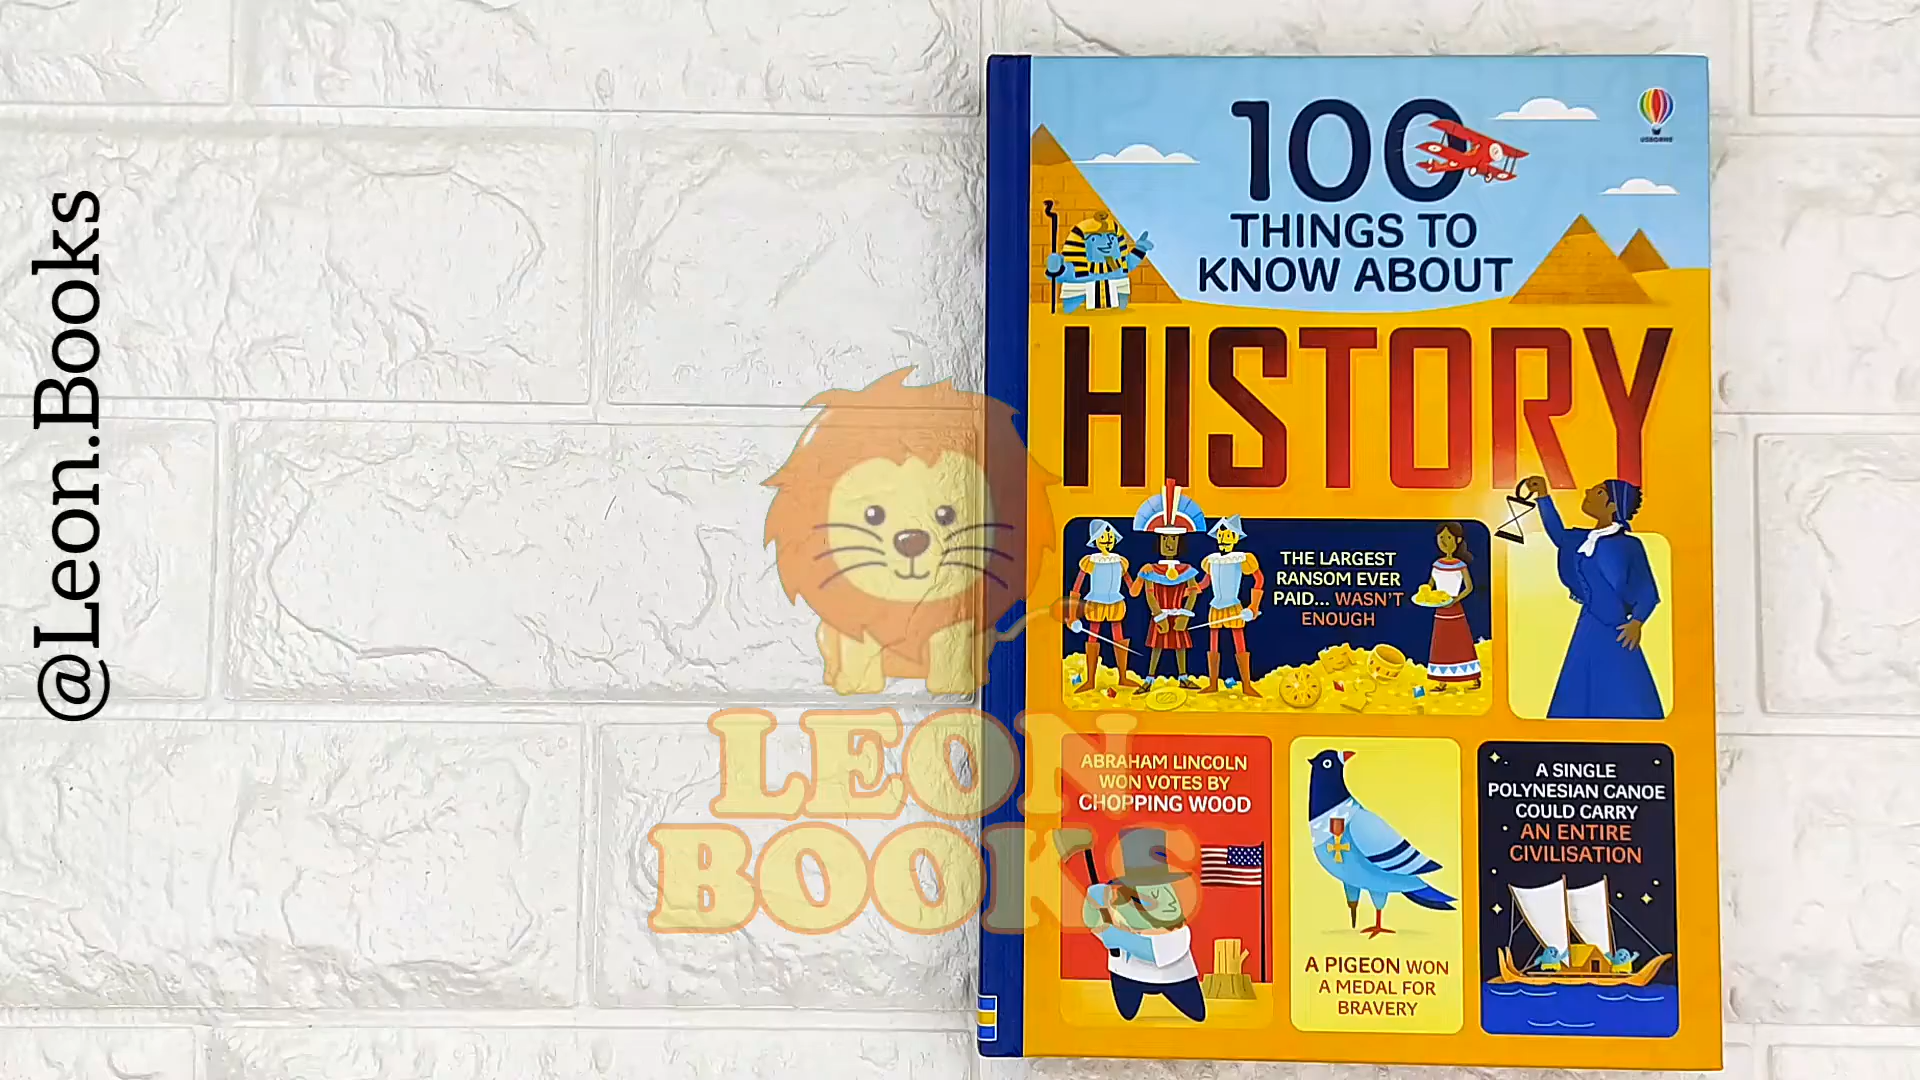 @Leon.Books
100
THINGS TO
KNOW ABOUT
HISTORY
USBORNE
THE LARGEST
RANSOM EVER
PAID... WASN'T
ENOUGH
ABRAHAM LINCOLN
WON VOTES BY
CHOPPING WOOD
A PIGEON WON
A MEDAL FOR
BRAVERY
A SINGLE
POLYNESIAN CANOE
COULD CARRY
AN ENTIRE
CIVILISATION
LEON
BOOKS